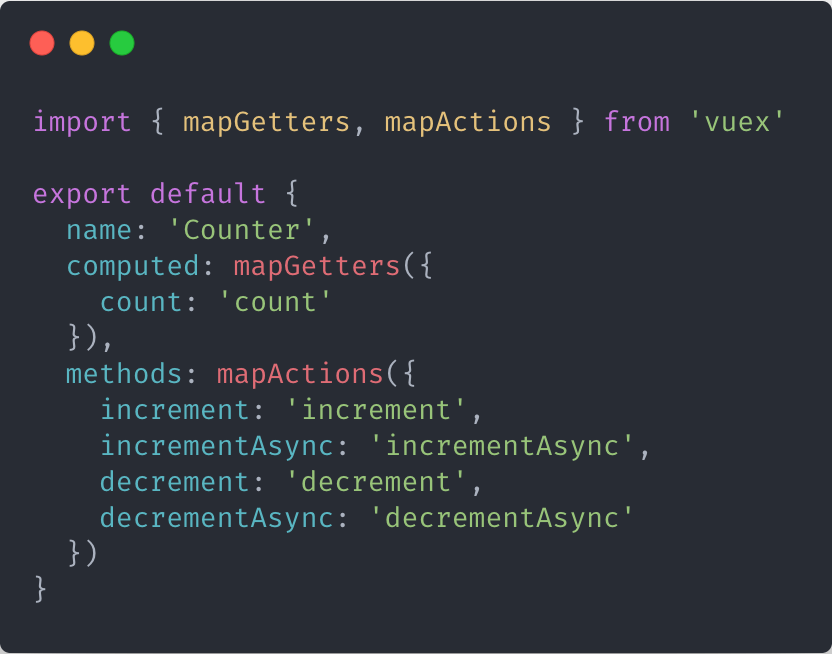 import { mapGetters, mapActions } from 'vuex'

export default {
  name: 'Counter',
  computed: mapGetters({
    count: 'count'
  }),
  methods: mapActions({
    increment: 'increment',
    incrementAsync: 'incrementAsync',
    decrement: 'decrement',
    decrementAsync: 'decrementAsync'
  })
}